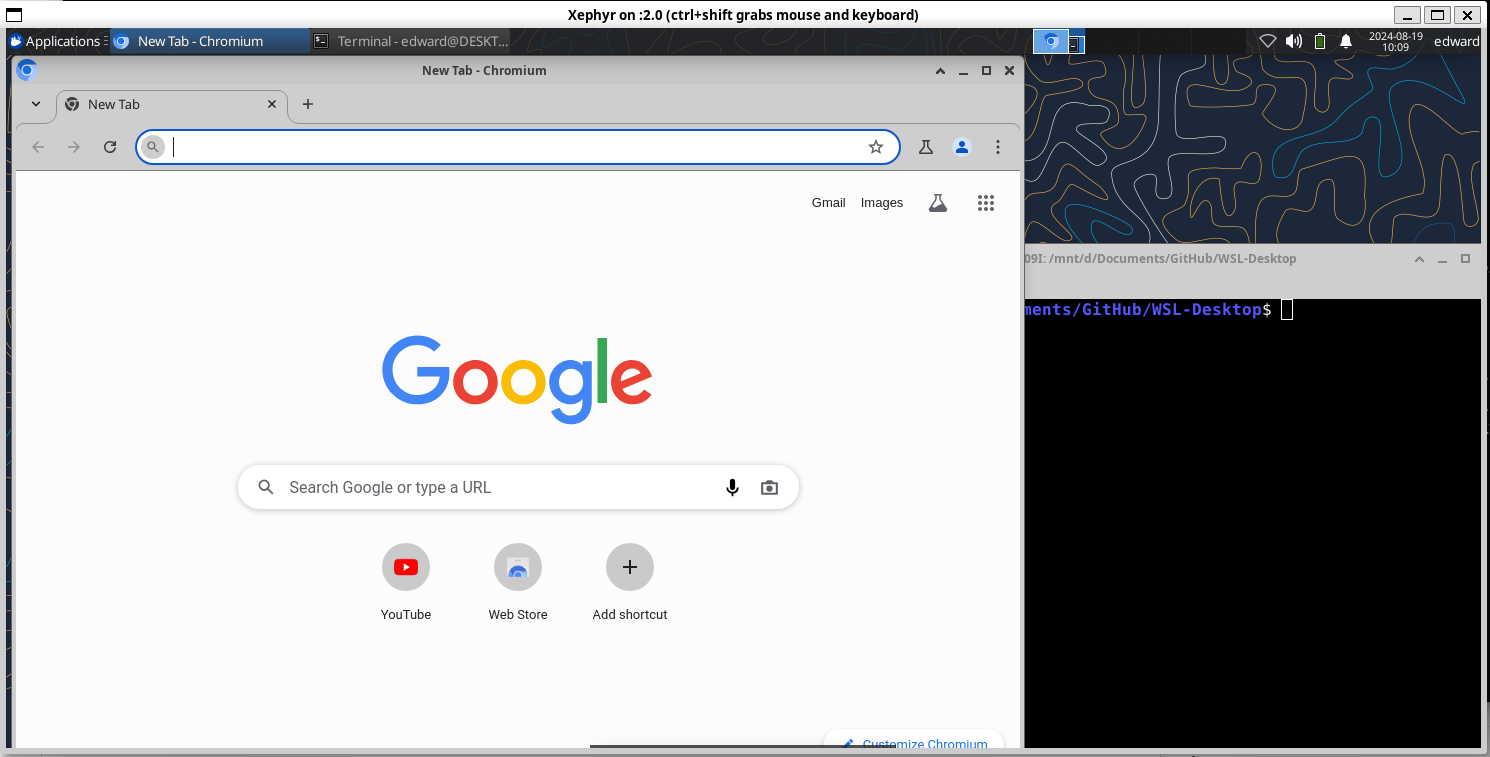 Xephyr on :2.0 (ctrl+shift grabs mouse and keyboard)
Applications
New Tab - Chromium
Terminal - edward@DESKT...
2024-08-19
10:09
edward
New Tab - Chromium
New Tab
Gmail
Images
09I: /mnt/d/Documents/GitHub/WSL-Desktop
ments/GitHub/WSL-Desktop$
Google
Search Google or type a URL
YouTube
Web Store
Add shortcut
Customize Chromium